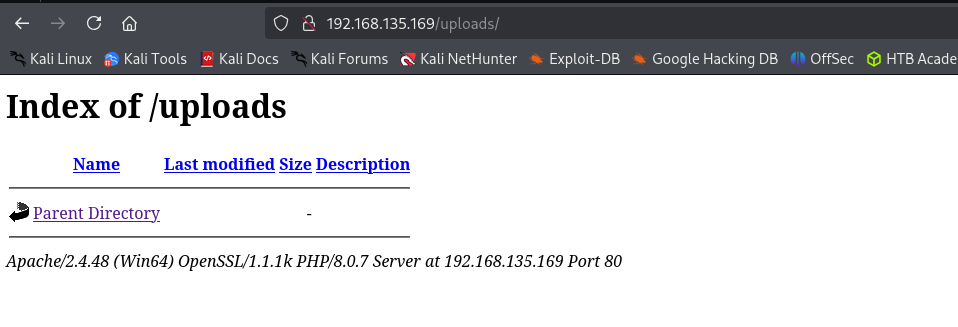 192.168.135.169/uploads/
Kali Linux Kali Tools Kali Docs Kali Forums Kali NetHunter Exploit-DB Google Hacking DB OffSec HTB Acade
Index of /uploads
Name Last modified Size Description
Parent Directory -
Apache/2.4.48 (Win64) OpenSSL/1.1.1k PHP/8.0.7 Server at 192.168.135.169 Port 80